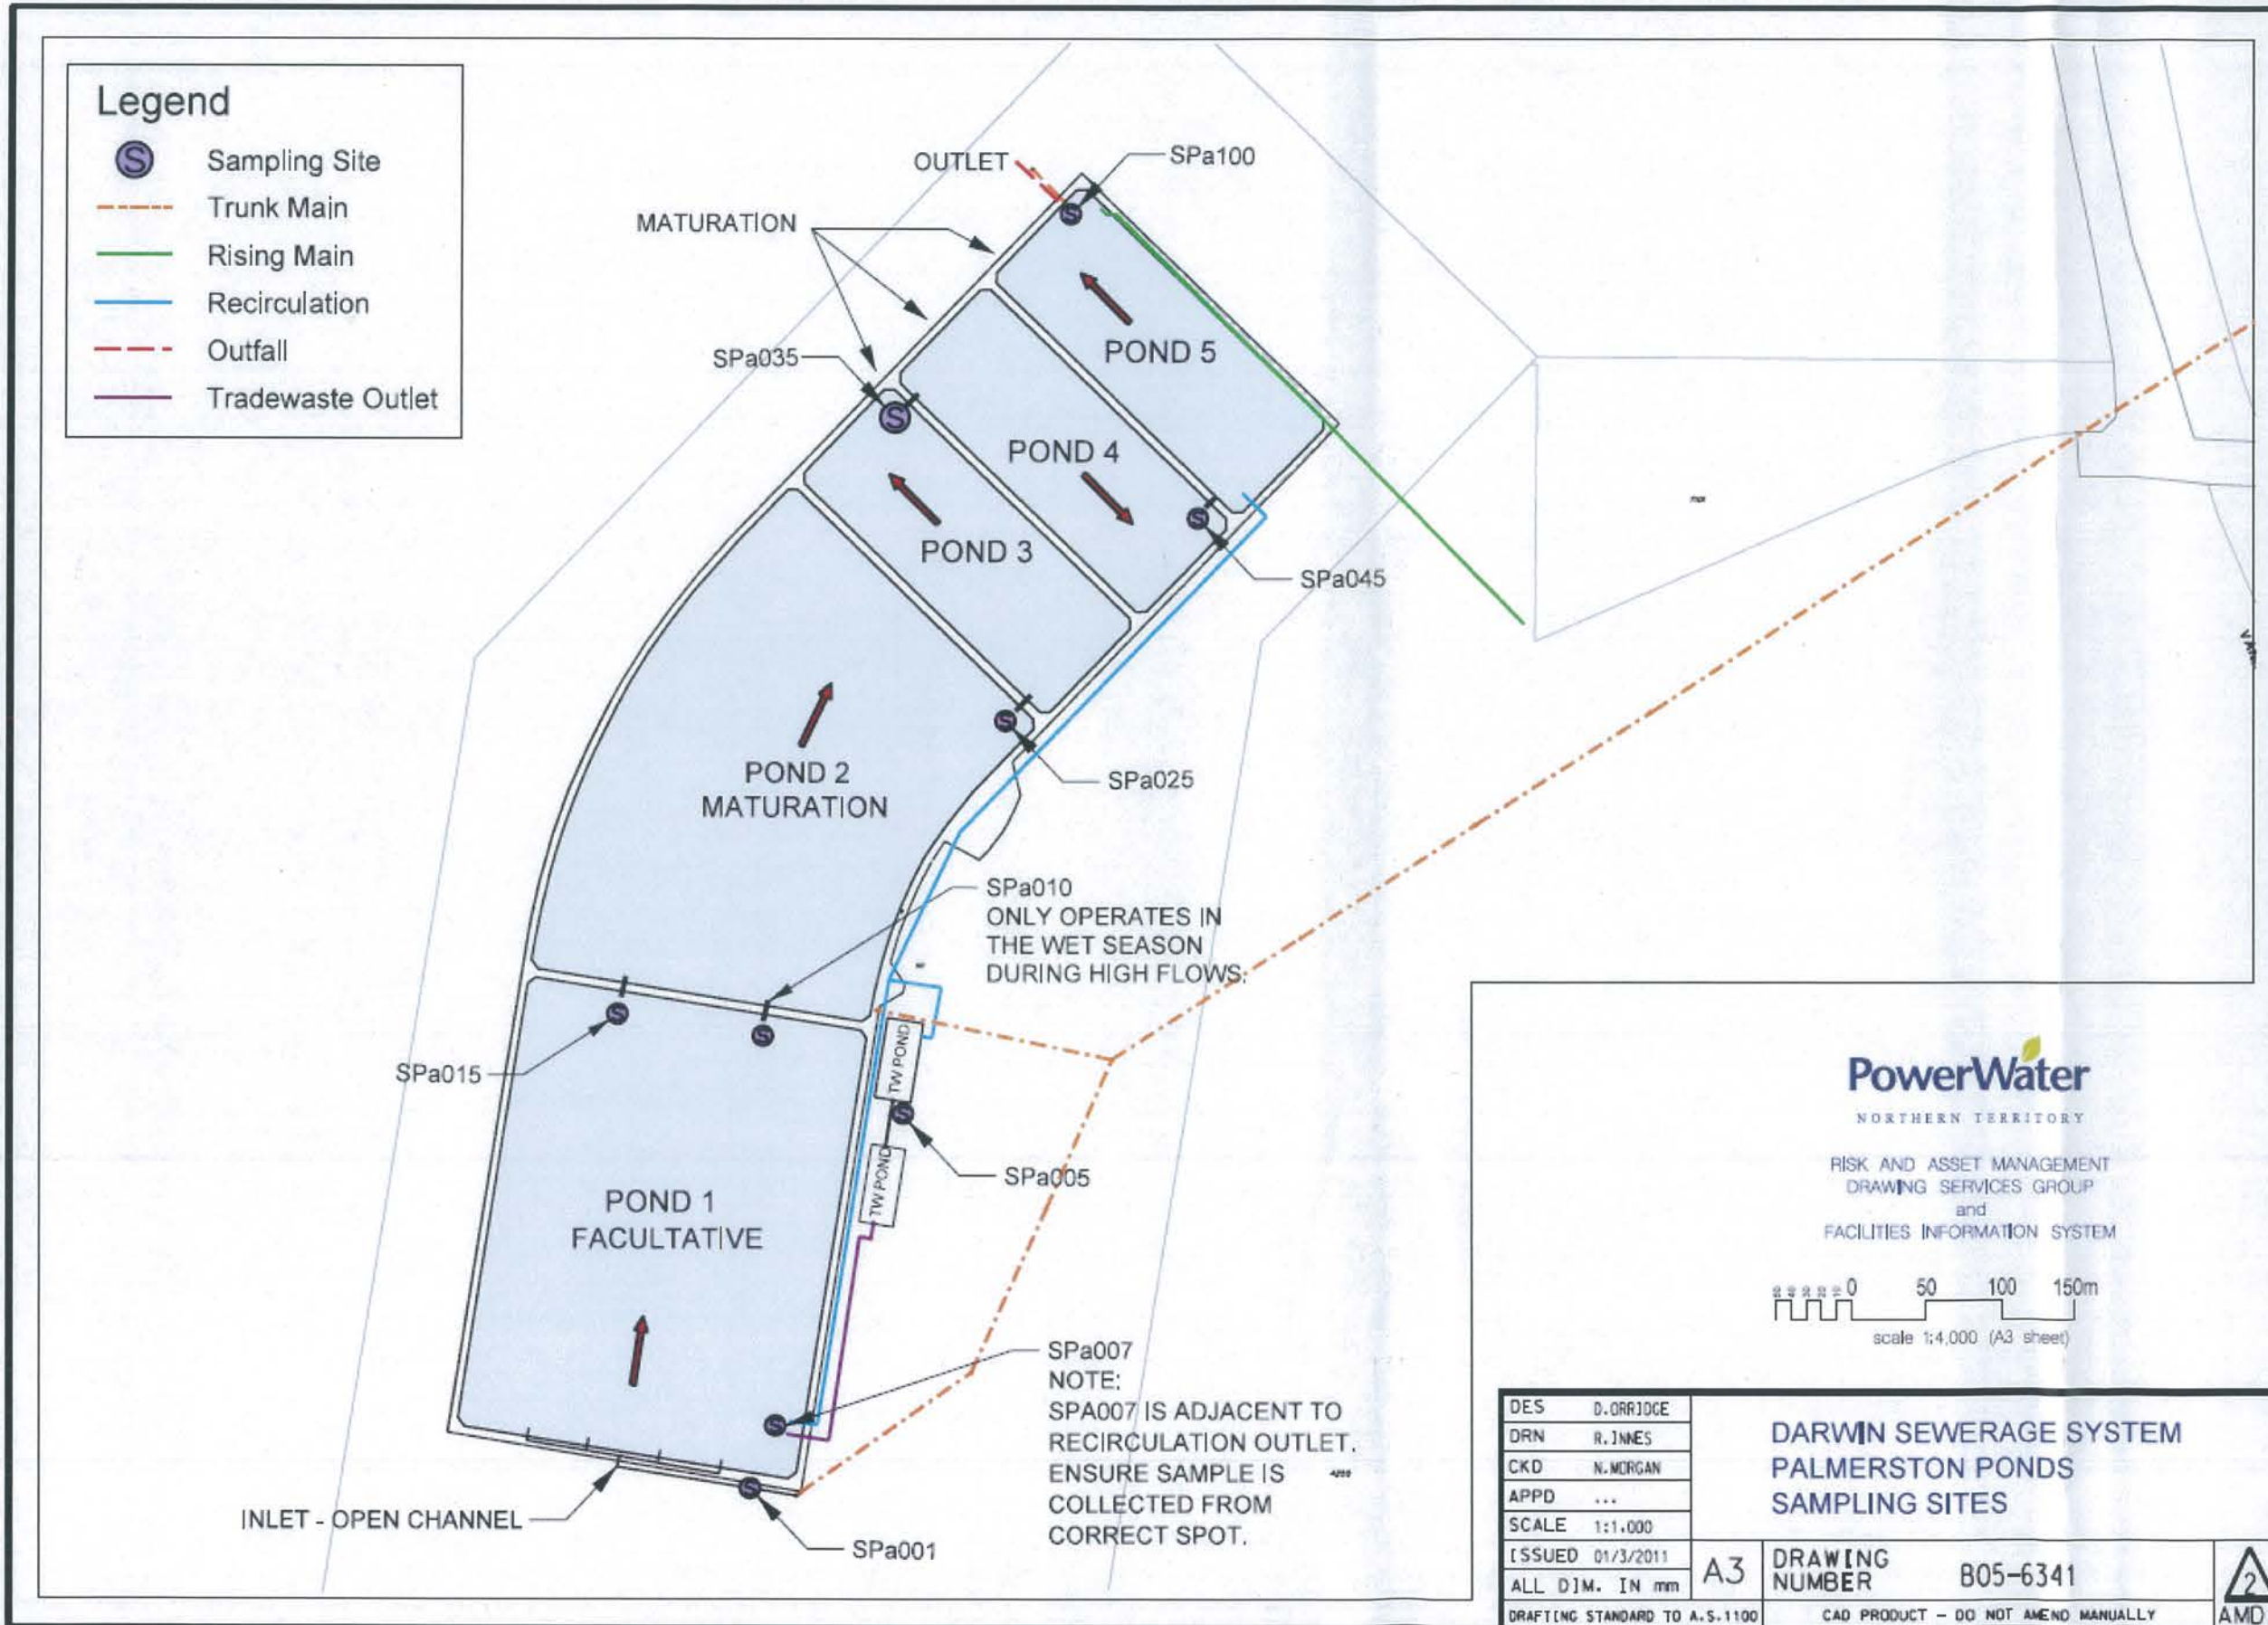 Legend
S Sampling Site
Trunk Main
Rising Main
Recirculation
Outfall
Tradewaste Outlet
OUTLET
SPa100
S
MATURATION
SPa035
S
POND 5
POND 4
POND 3
S
SPa045
S
SPa025
POND 2
MATURATION
SPa010
ONLY OPERATES IN
THE WET SEASON
DURING HIGH FLOWS.
S
S
SPa015
TW POND
S
SPa005
TW POND
POND 1
FACULTATIVE
SPa007
NOTE:
SPA007 IS ADJACENT TO
RECIRCULATION OUTLET.
ENSURE SAMPLE IS
COLLECTED FROM
CORRECT SPOT.
S
S
INLET - OPEN CHANNEL
SPa001
PowerWater
NORTHERN TERRITORY
RISK AND ASSET MANAGEMENT
DRAWING SERVICES GROUP
and
FACILITIES INFORMATION SYSTEM
50 40 30 20 10 0 50 100 150m
scale 1:4,000 (A3 sheet)
DES D.ORRIDGE
DRN R.INNES
CKD N.MORGAN
APPD ...
SCALE 1:1,000
ISSUED 01/3/2011
ALL DIM. IN mm
DRAFTING STANDARD TO A.S.1100
DARWIN SEWERAGE SYSTEM
PALMERSTON PONDS
SAMPLING SITES
A3
DRAWING
NUMBER
805-6341
CAD PRODUCT - DO NOT AMEND MANUALLY
2
AMD